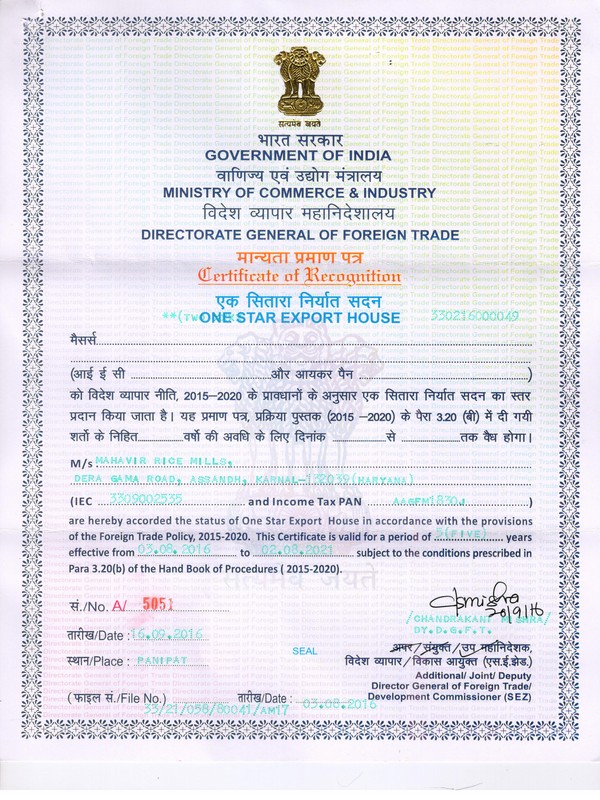 सत्यमेव जयते
भारत सरकार
GOVERNMENT OF INDIA
वाणिज्य एवं उद्योग मंत्रालय
MINISTRY OF COMMERCE & INDUSTRY
विदेश व्यापार महानिदेशालय
DIRECTORATE GENERAL OF FOREIGN TRADE
मान्यता प्रमाण पत्र
Certificate of Recognition
एक सितारा निर्यात सदन
ONE STAR EXPORT HOUSE 330216000049
मैसर्स
(आई ई सी और आयकर पैन )
को विदेश व्यापार नीति, 2015–2020 के प्रावधानों के अनुसार एक सितारा निर्यात सदन का स्तर
प्रदान किया जाता है। यह प्रमाण पत्र, प्रक्रिया पुस्तक (2015 –2020) के पैरा 3.20 (बी) में दी गयी
शर्तो के निहित वर्षो की अवधि के लिए दिनांक से तक वैध होगा।
M/s MAHAVIR RICE MILLS,
DERA GAMA ROAD, ASSANDH, KARNAL-132039(HARYANA)
(IEC 3309002535 and Income Tax PAN AAGFM1830J )
are hereby accorded the status of One Star Export House in accordance with the provisions
of the Foreign Trade Policy, 2015-2020. This Certificate is valid for a period of 5(FIVE) years
effective from 03.08.2016 to 02.08.2021 subject to the conditions prescribed in
Para 3.20(b) of the Hand Book of Procedures ( 2015-2020).
सत्यमेव जयते
सं./No. A/ 5051
20/9/16
/CHANDRAKANT MISHRA/
DY.D.G.F.T.
तारीख/Date : 16.09.2016
अपर/संयुक्त/उप महानिदेशक,
SEAL
स्थान/Place : PANIPAT
विदेश व्यापार/विकास आयुक्त (एस.ई.झेड.)
Additional/ Joint/ Deputy
Director General of Foreign Trade/
Development Commissioner (SEZ)
(फाइल सं./File No.) तारीख/Date : 03.08.2016
33/21/058/80041/AM17